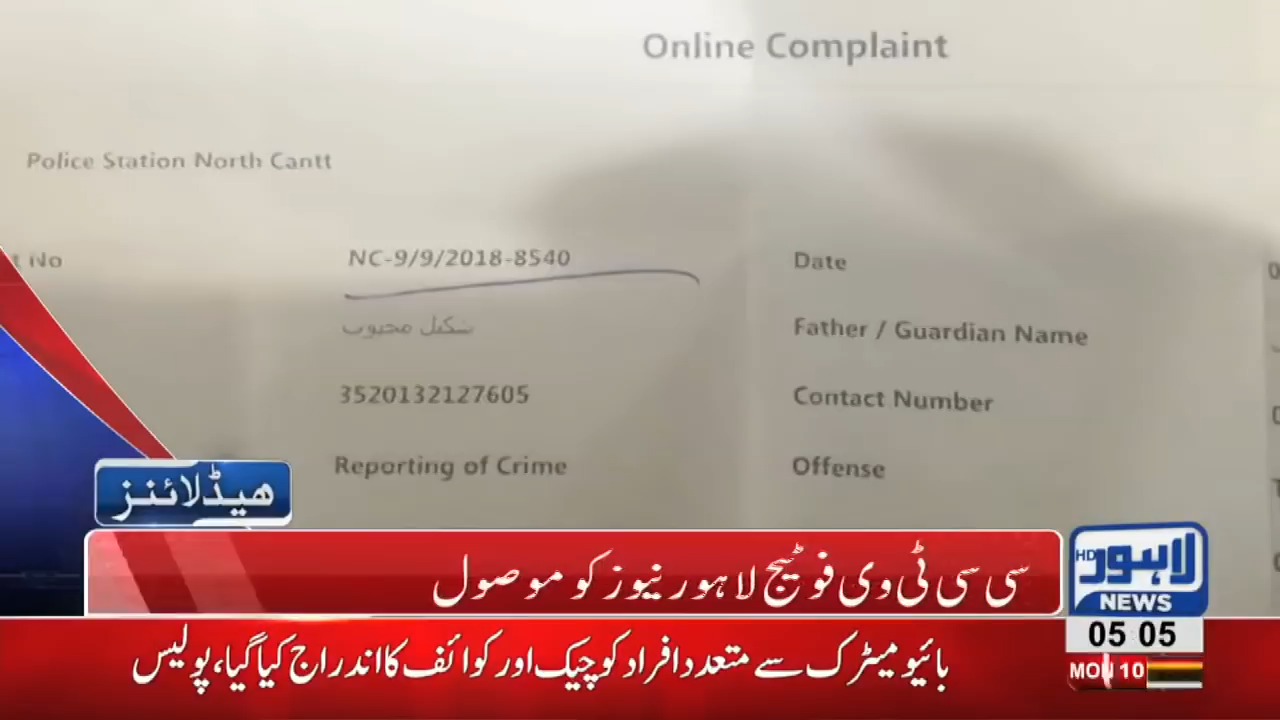 Online Complaint
Police Station North Cantt
t No
NC-9/9/2018-8540
Date
شکیل محبوب
Father / Guardian Name
3520132127605
Contact Number
Reporting of Crime
Offense
ھیڈلائنز
سی سی ٹی وی فوٹیج لاہور نیوز کو موصول
لاہور HD
NEWS
05 05
MON 10
بائیو میٹرک سے متعدد افراد کو چیک اور کوائف کا اندراج کیا گیا، پولیس